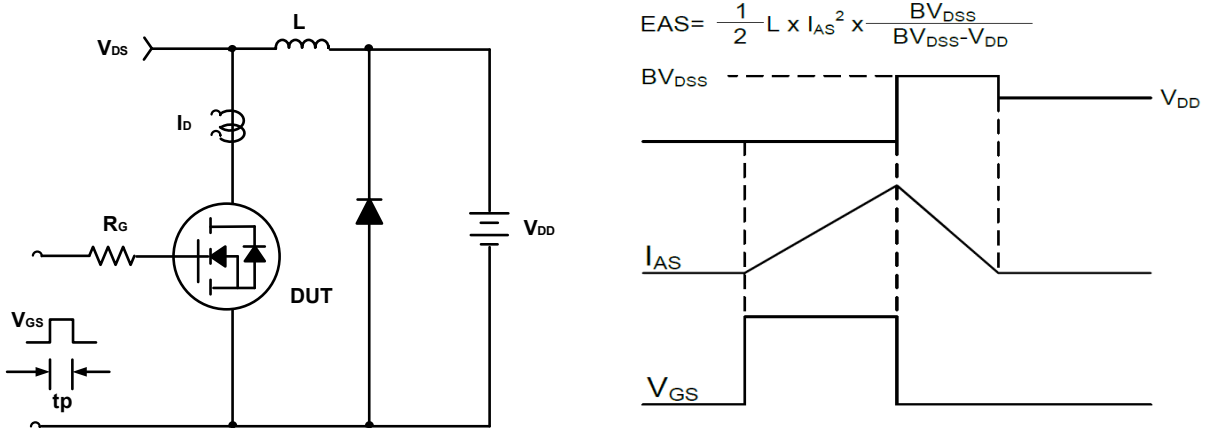 L
VDS
ID
RG
VDD
DUT
VGS
tp
EAS= 1/2 L x IAS² x BVDSS/BVDSS-VDD
BVDSS
VDD
IAS
VGS